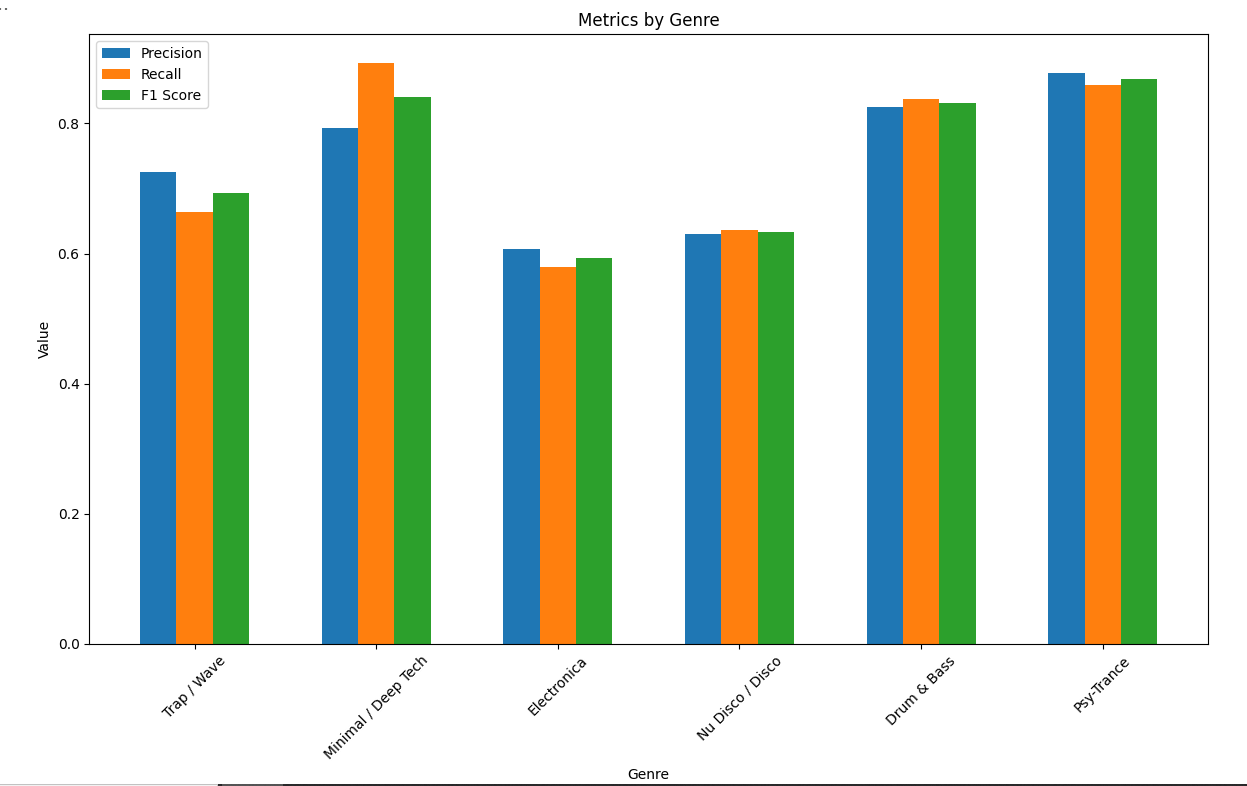 ..
Metrics by Genre
Precision
Recall
F1 Score
Value
0.8
0.6
0.4
0.2
0.0
Trap / Wave
Minimal / Deep Tech
Electronica
Nu Disco / Disco
Drum & Bass
Psy-Trance
Genre